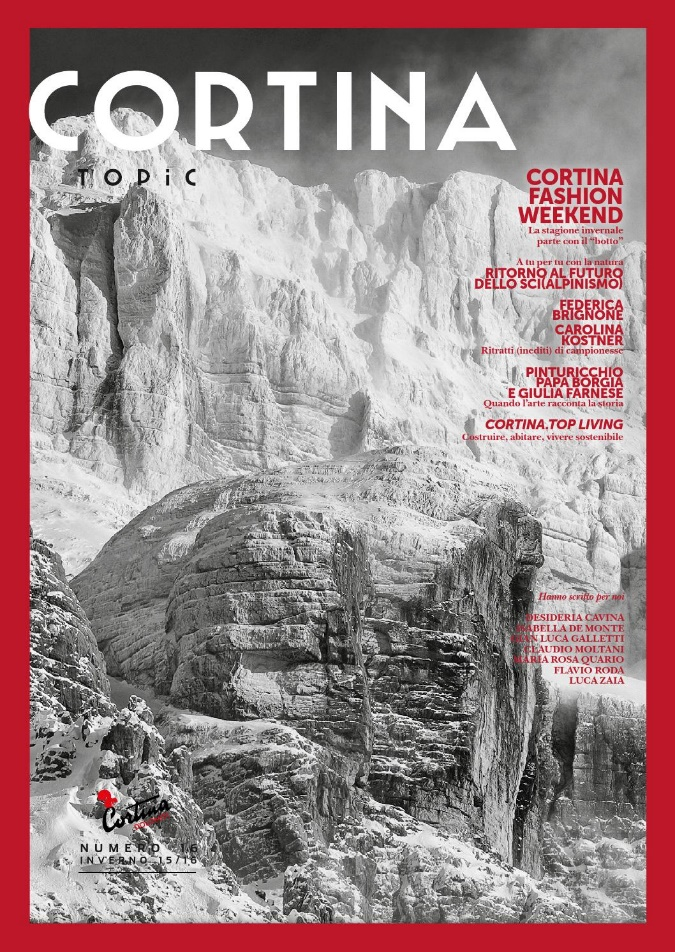 CORTINA
TOPiC
CORTINA
FASHION
WEEKEND
La stagione invernale
parte con il "botto"
A tu per tu con la natura
RITORNO AL FUTURO
DELLO SCI(ALPINISMO)
FEDERICA
BRIGNONE
CAROLINA
KOSTNER
Ritratti (inediti) di campionesse
PINTURICCHIO
PAPA BORGIA
E GIULIA FARNESE
Quando l'arte racconta la storia
CORTINA,TOP LIVING
Costruire, abitare, vivere sostenibile
Hanno scritto per noi
DESIDERIA CAVINA
ISABELLA DE MONTE
GIAN LUCA GALLETTI
CLAUDIO MOLTANI
MARIA ROSA QUARIO
FLAVIO RODA
LUCA ZAIA
Cortina
NUMERO 16
INVERNO 15/16